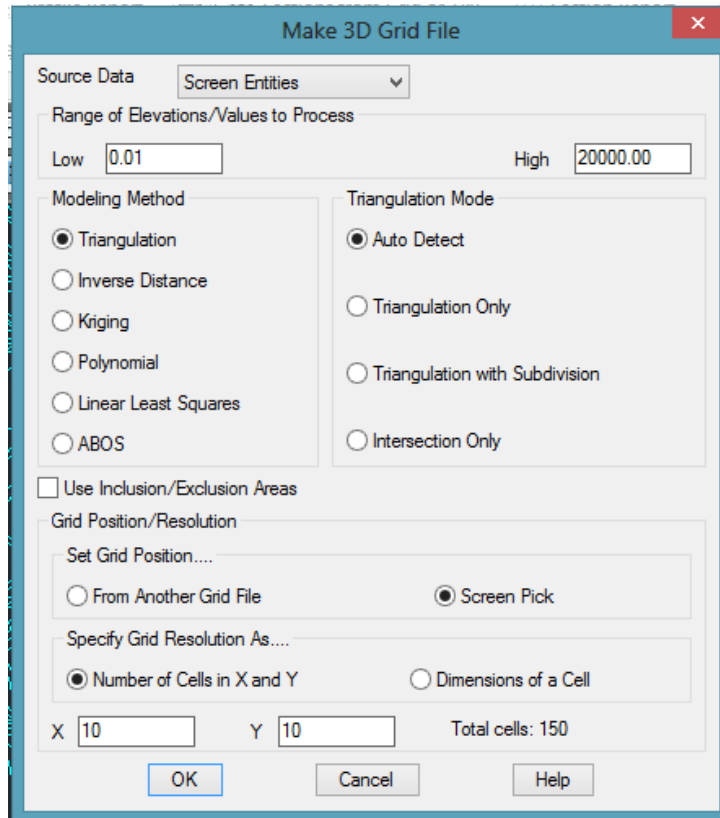 Make 3D Grid File
Source Data Screen Entities
Range of Elevations/Values to Process
Low 0.01 High 20000.00
Modeling Method
Triangulation
Inverse Distance
Kriging
Polynomial
Linear Least Squares
ABOS
Triangulation Mode
Auto Detect
Triangulation Only
Triangulation with Subdivision
Intersection Only
Use Inclusion/Exclusion Areas
Grid Position/Resolution
Set Grid Position....
From Another Grid File Screen Pick
Specify Grid Resolution As....
Number of Cells in X and Y Dimensions of a Cell
X 10 Y 10 Total cells: 150
OK Cancel Help